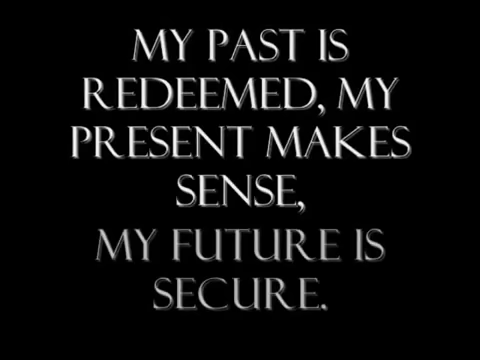 MY PAST IS
REDEEMED, MY
PRESENT MAKES
SENSE,
MY FUTURE IS
SECURE.